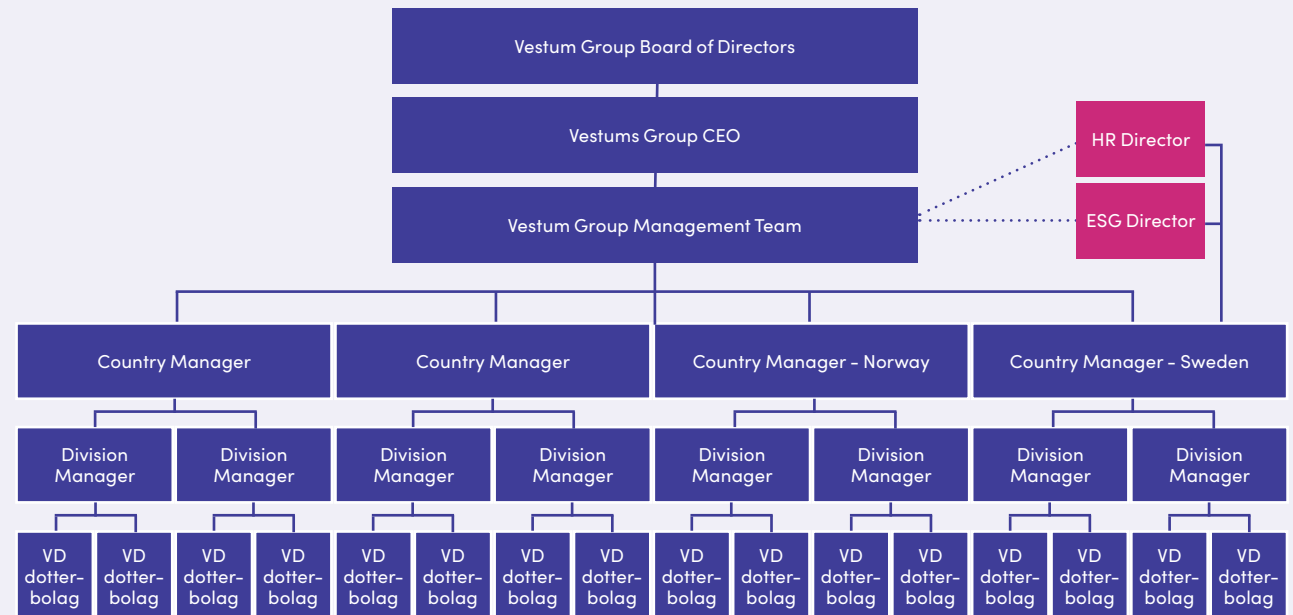 Vestum Group Board of Directors
Vestums Group CEO
HR Director
Vestum Group Management Team
ESG Director
Country Manager
Country Manager
Country Manager - Norway
Country Manager - Sweden
Division
Manager
Division
Manager
Division
Manager
Division
Manager
Division
Manager
Division
Manager
Division
Manager
Division
Manager
VD
dotter-
bolag
VD
dotter-
bolag
VD
dotter-
bolag
VD
dotter-
bolag
VD
dotter-
bolag
VD
dotter-
bolag
VD
dotter-
bolag
VD
dotter-
bolag
VD
dotter-
bolag
VD
dotter-
bolag
VD
dotter-
bolag
VD
dotter-
bolag
VD
dotter-
bolag
VD
dotter-
bolag
VD
dotter-
bolag
VD
dotter-
bolag